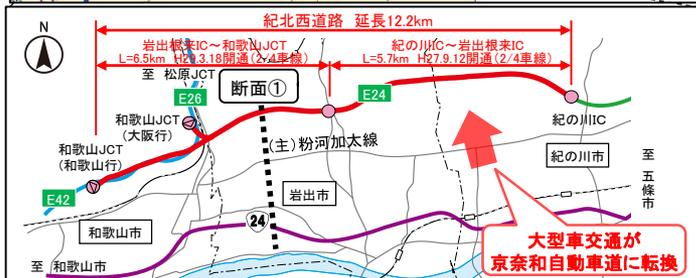 紀北西道路 延長12.2km
N
岩出根来IC～和歌山JCT
L=6.5km H29.3.18開通(2/4車線)
紀の川IC～岩出根来IC
L=5.7km H27.9.12開通(2/4車線)
至 松原JCT
断面①
E26
E24
和歌山JCT
(大阪行)
(主)粉河加太線
紀の川IC
和歌山JCT
(和歌山行)
紀の川市
至 五條市
E42
岩出市
24
和歌山市
大型車交通が
京奈和自動車道に転換
至 和歌山市